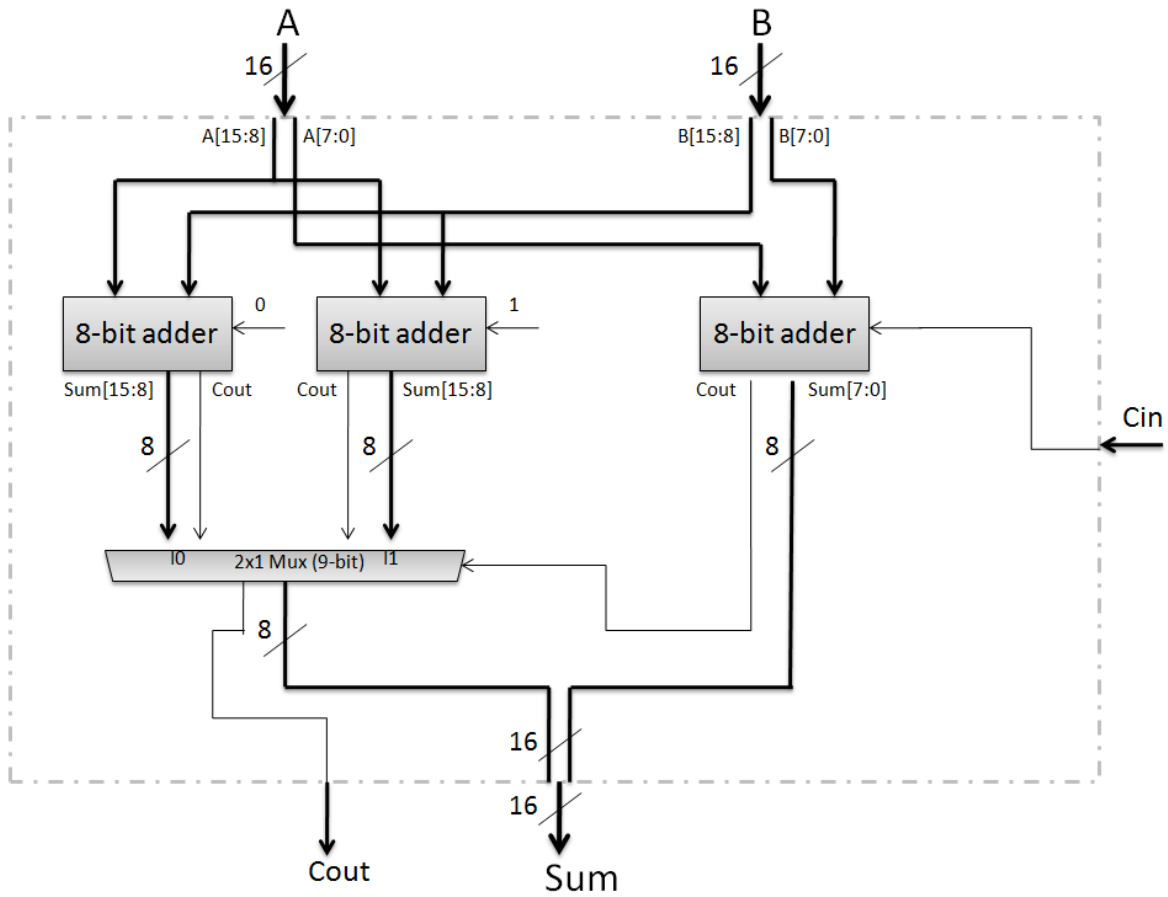 A
B
16
16
A[15:8]
A[7:0]
B[15:8]
B[7:0]
0
1
8-bit adder
8-bit adder
8-bit adder
Sum[15:8]
Cout
Cout
Sum[15:8]
Cout
Sum[7:0]
Cin
8
8
8
I0
2x1 Mux (9-bit)
I1
8
16
16
Cout
Sum